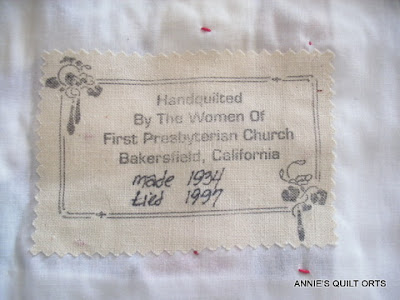 Handquilted
By The Women Of
First Presbyterian Church
Bakersfield, California
made 1934
tied 1997
ANNIE'S QUILT ORTS